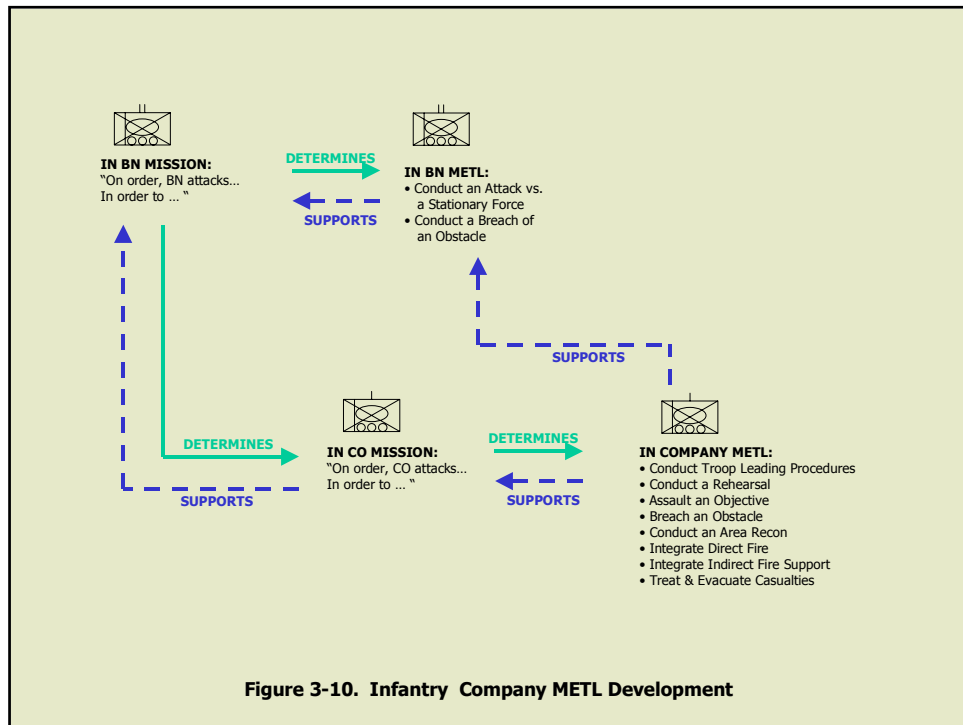 IN BN MISSION:
“On order, BN attacks…
In order to … “
DETERMINES
SUPPORTS
IN BN METL:
• Conduct an Attack vs.
a Stationary Force
• Conduct a Breach of
an Obstacle
SUPPORTS
DETERMINES
SUPPORTS
IN CO MISSION:
“On order, CO attacks…
In order to … “
DETERMINES
SUPPORTS
IN COMPANY METL:
• Conduct Troop Leading Procedures
• Conduct a Rehearsal
• Assault an Objective
• Breach an Obstacle
• Conduct an Area Recon
• Integrate Direct Fire
• Integrate Indirect Fire Support
• Treat & Evacuate Casualties
Figure 3-10. Infantry Company METL Development